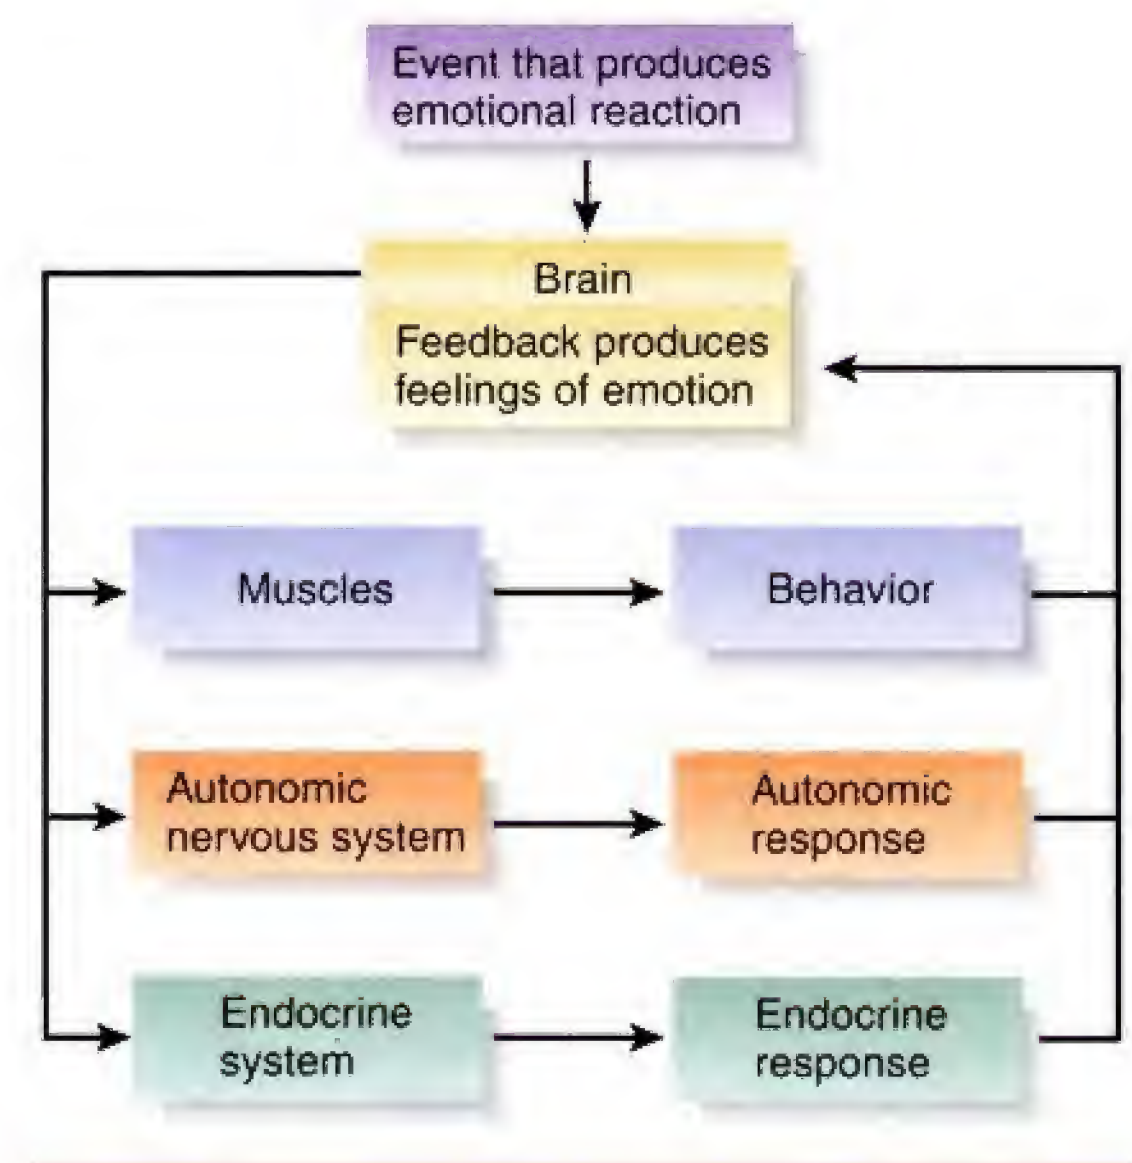 Event that produces
emotional reaction
Brain
Feedback produces
feelings of emotion
Muscles
Behavior
Autonomic
nervous system
Autonomic
response
Endocrine
system
Endocrine
response